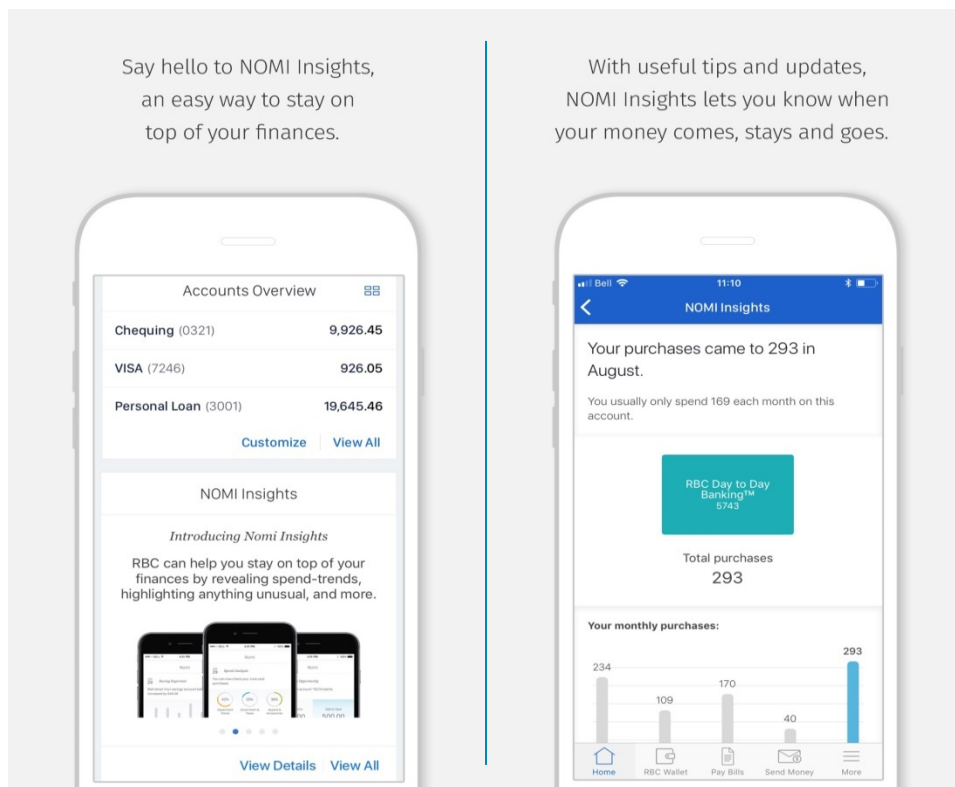 Say hello to NOMI Insights,
an easy way to stay on
top of your finances.
Accounts Overview
Chequing (0321) 9,926.45
VISA (7246) 926.05
Personal Loan (3001) 19,645.46
Customize View All
NOMI Insights
Introducing Nomi Insights
RBC can help you stay on top of your
finances by revealing spend-trends,
highlighting anything unusual, and more.
View Details View All
With useful tips and updates,
NOMI Insights lets you know when
your money comes, stays and goes.
Bell 11:10
NOMI Insights
Your purchases came to 293 in
August.
You usually only spend 169 each month on this
account.
RBC Day to Day
Banking™
5743
Total purchases
293
Your monthly purchases:
234 109 170 40 293
Home RBC Wallet Pay Bills Send Money More